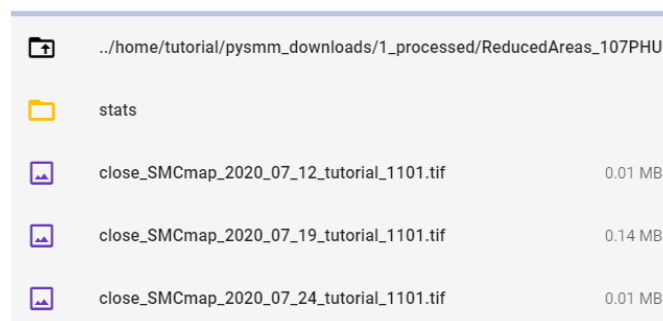 ../home/tutorial/pysmm_downloads/1_processed/ReducedAreas_107PHU
stats
close_SMCmap_2020_07_12_tutorial_1101.tif 0.01 MB
close_SMCmap_2020_07_19_tutorial_1101.tif 0.14 MB
close_SMCmap_2020_07_24_tutorial_1101.tif 0.01 MB